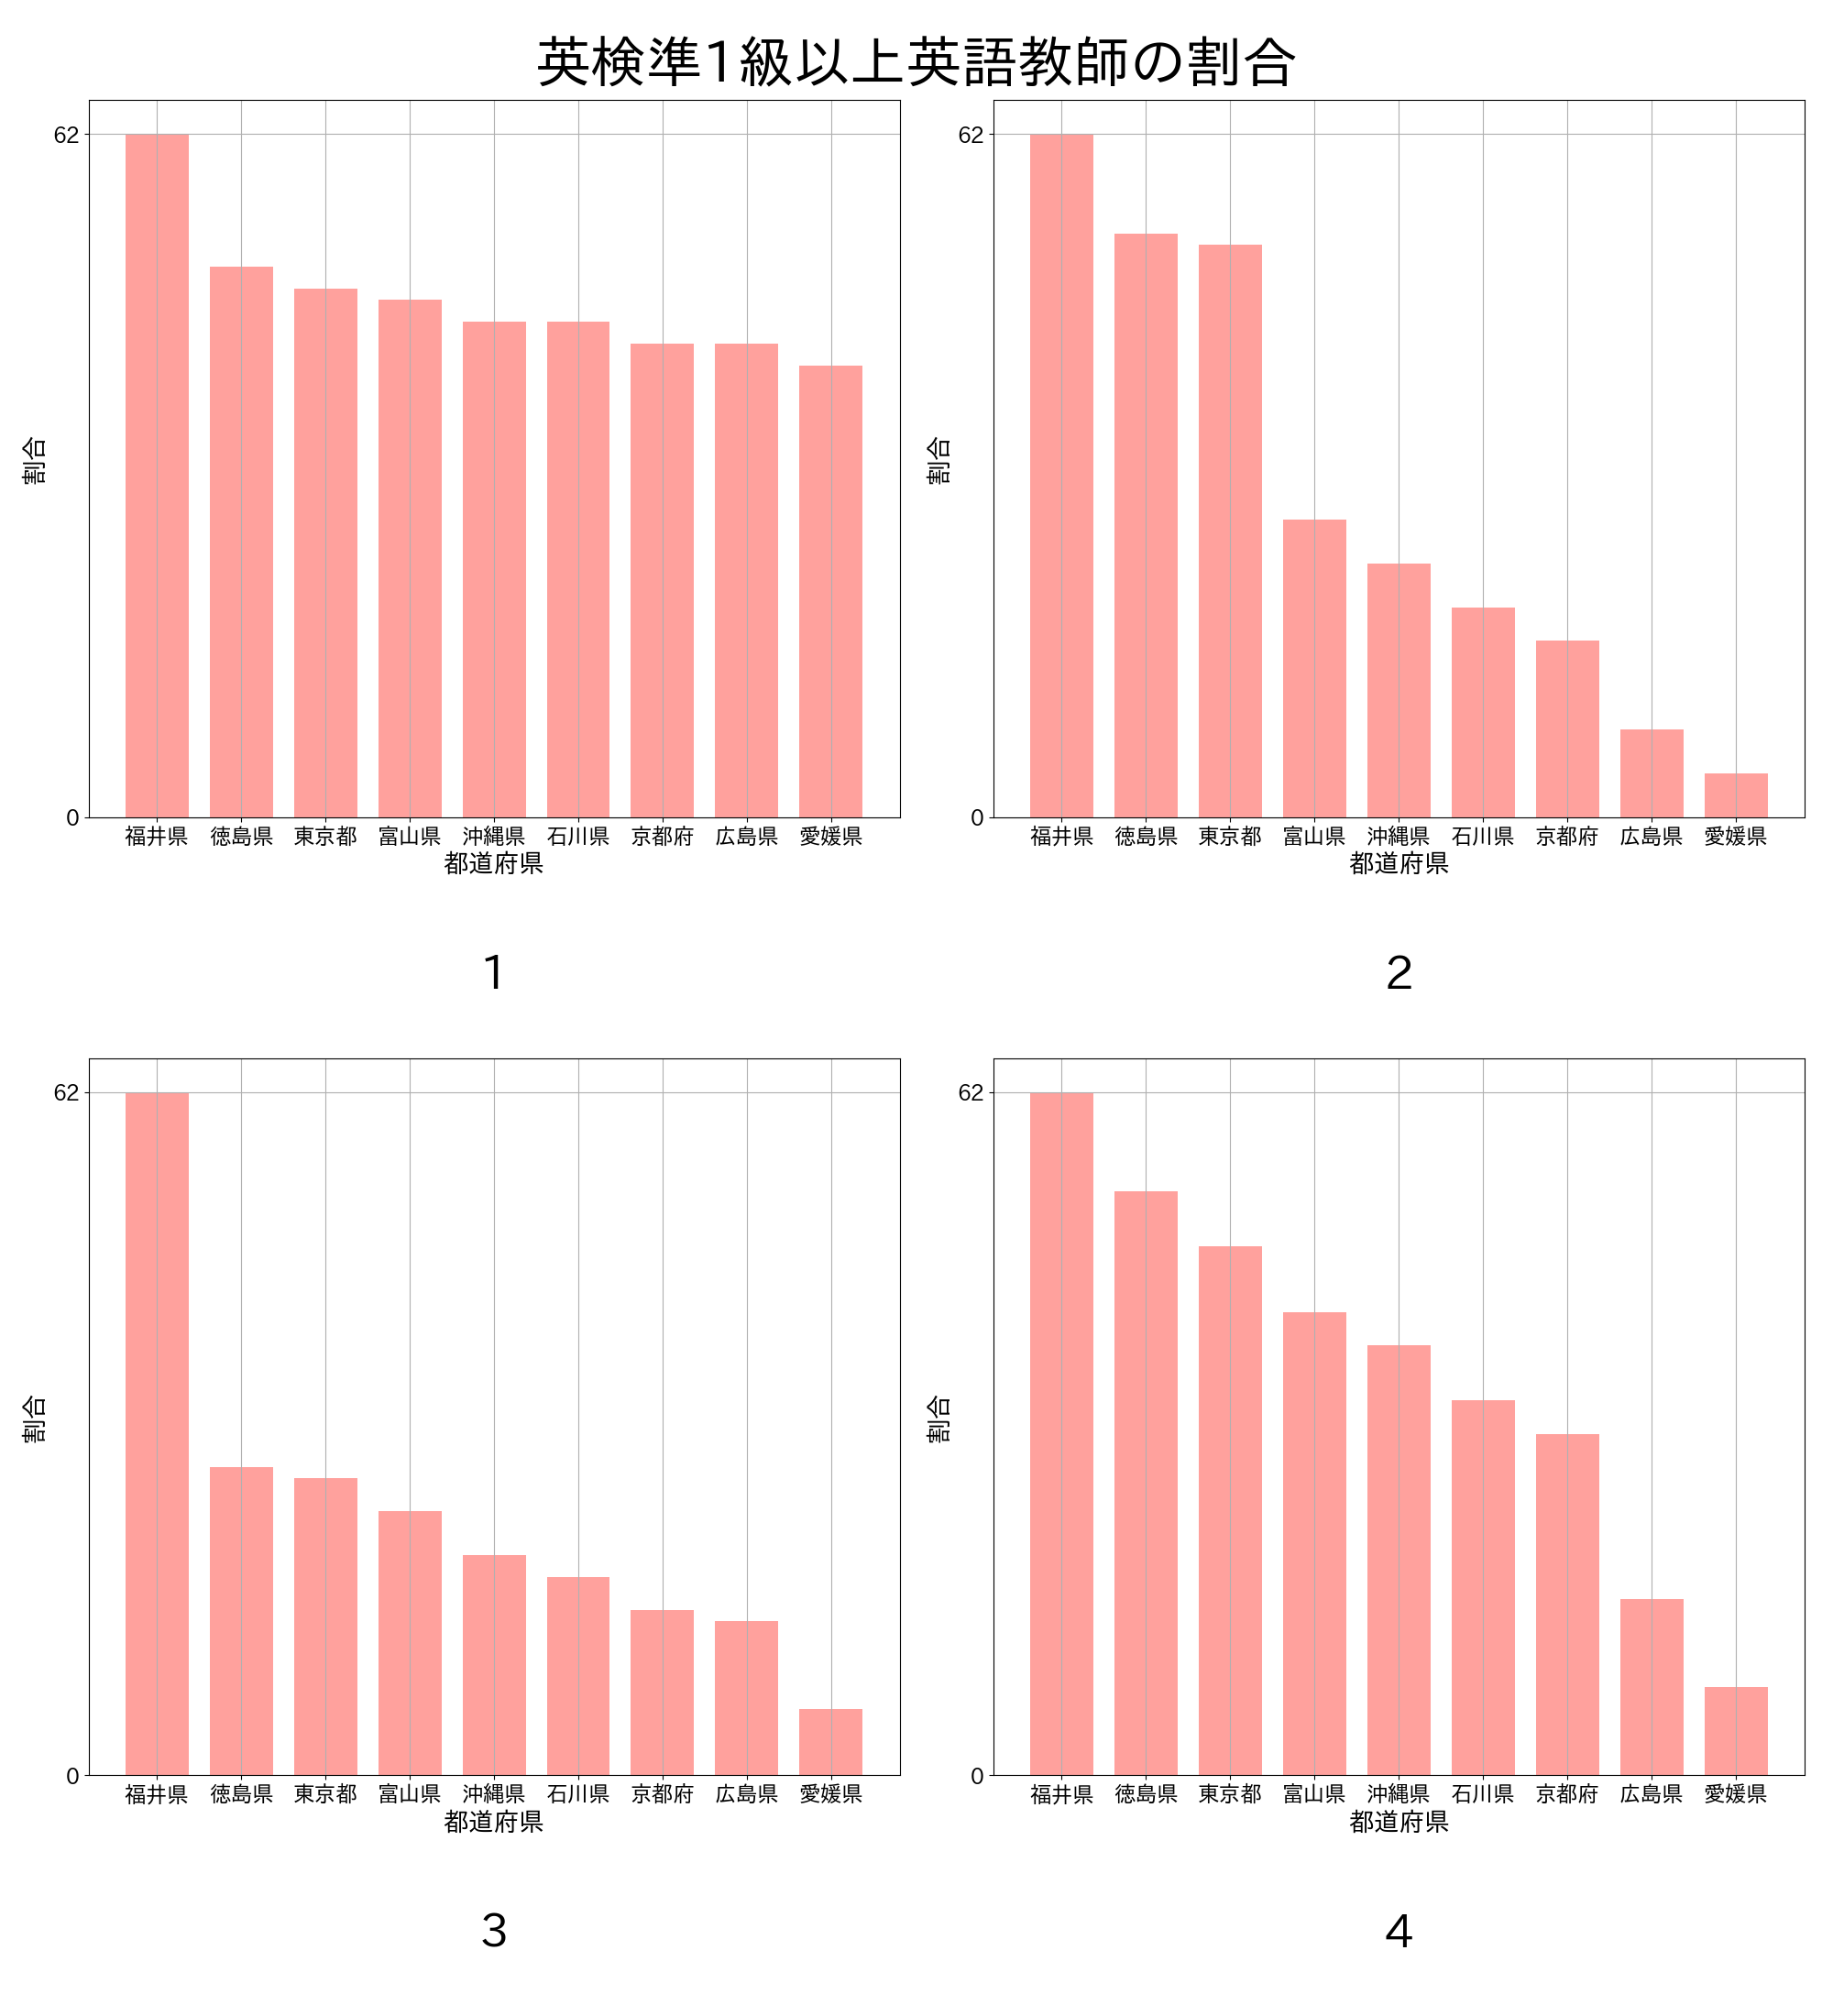 英検準1級以上英語教師の割合
62
0
割合
福井県 徳島県 東京都 富山県 沖縄県 石川県 京都府 広島県 愛媛県
都道府県
1
62
0
割合
福井県 徳島県 東京都 富山県 沖縄県 石川県 京都府 広島県 愛媛県
都道府県
2
62
0
割合
福井県 徳島県 東京都 富山県 沖縄県 石川県 京都府 広島県 愛媛県
都道府県
3
62
0
割合
福井県 徳島県 東京都 富山県 沖縄県 石川県 京都府 広島県 愛媛県
都道府県
4